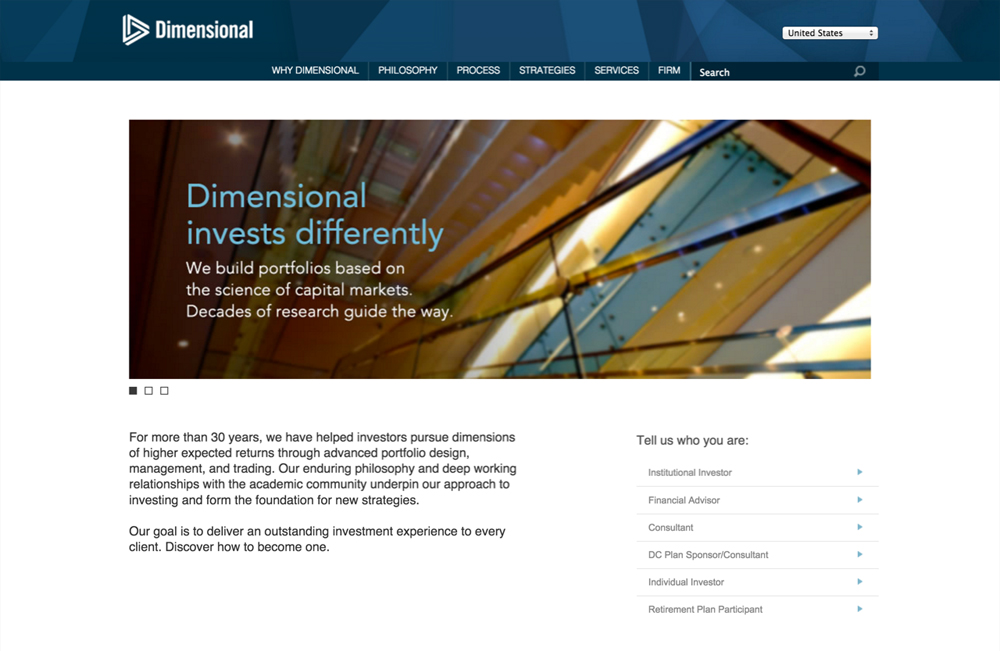 Dimensional
United States
WHY DIMENSIONAL
PHILOSOPHY
PROCESS
STRATEGIES
SERVICES
FIRM
Search
Dimensional
invests differently
We build portfolios based on
the science of capital markets.
Decades of research guide the way.
For more than 30 years, we have helped investors pursue dimensions
of higher expected returns through advanced portfolio design,
management, and trading. Our enduring philosophy and deep working
relationships with the academic community underpin our approach to
investing and form the foundation for new strategies.
Our goal is to deliver an outstanding investment experience to every
client. Discover how to become one.
Tell us who you are:
Institutional Investor
Financial Advisor
Consultant
DC Plan Sponsor/Consultant
Individual Investor
Retirement Plan Participant